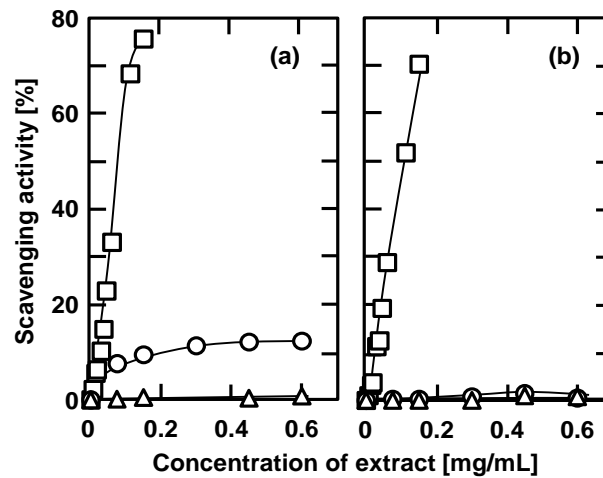 80
60
40
20
0
Scavenging activity [%]
(a)
(b)
0 0.2 0.4 0.6
0 0.2 0.4 0.6
Concentration of extract [mg/mL]